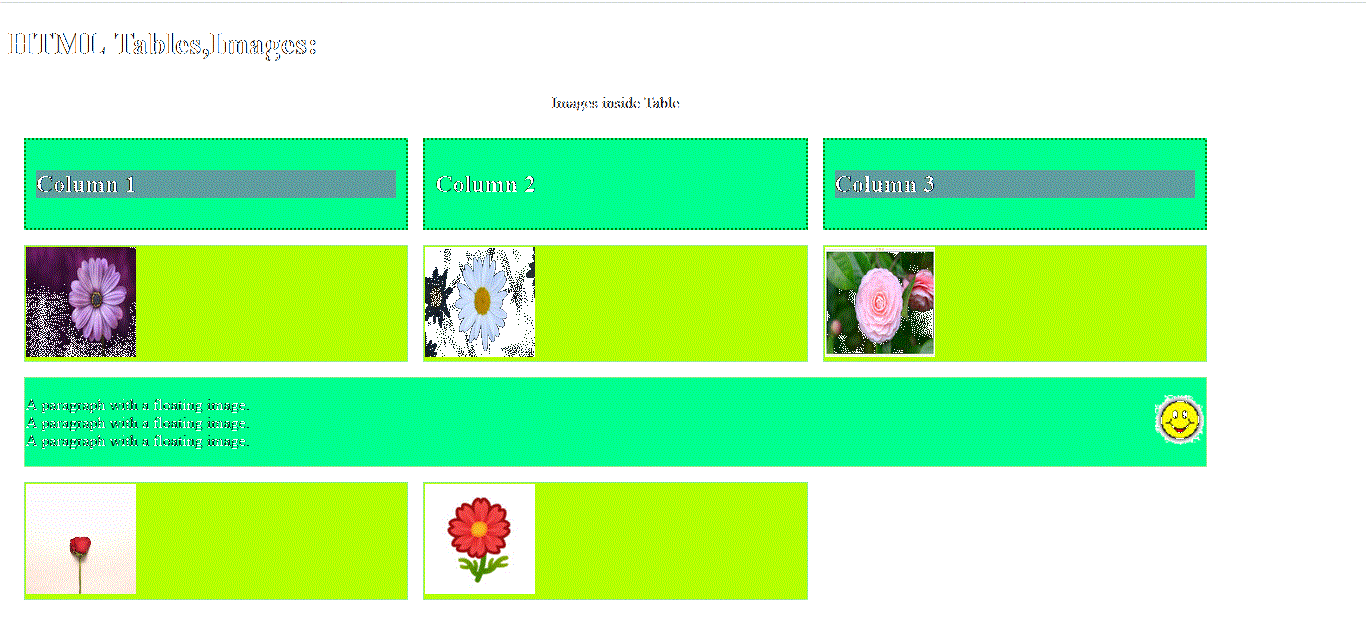 HTML Tables,Images:
Images inside Table
Column 1
Column 2
Column 3
A paragraph with a floating image.
A paragraph with a floating image.
A paragraph with a floating image.